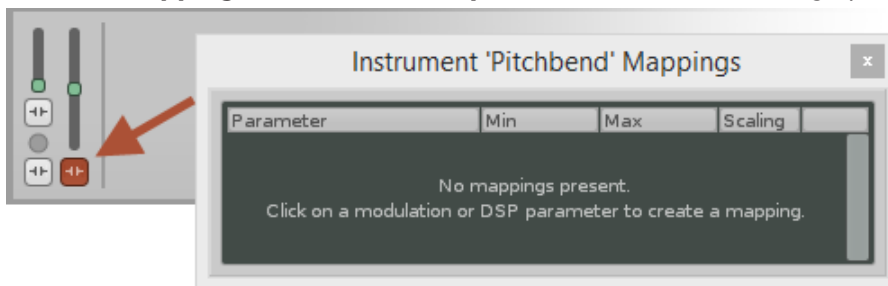 Instrument 'Pitchbend' Mappings
x
Parameter Min Max Scaling
No mappings present.
Click on a modulation or DSP parameter to create a mapping.